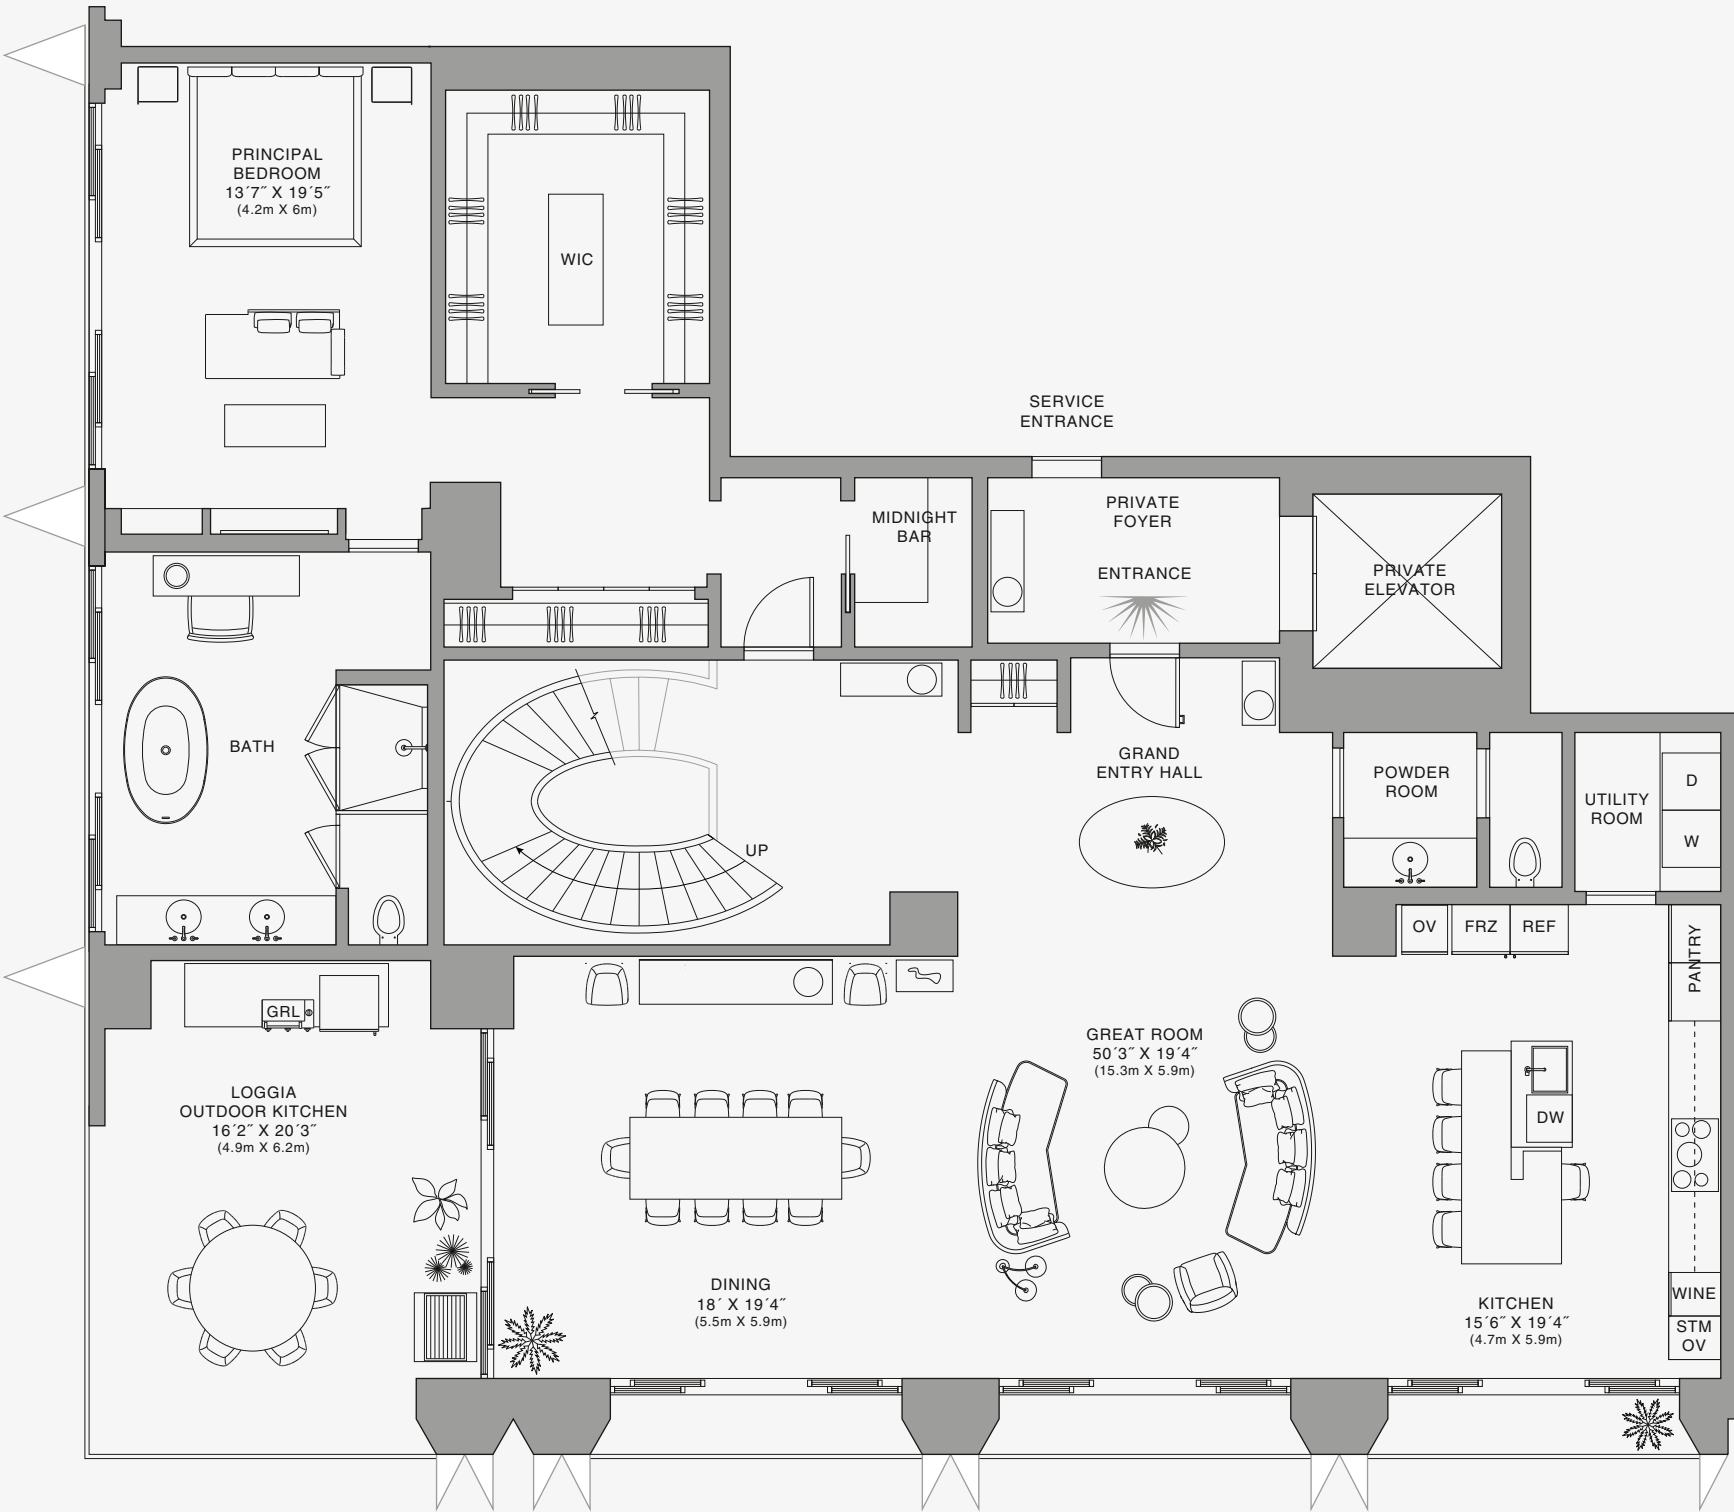 PRINCIPAL
BEDROOM
13´7˝ X 19´5˝
(4.2m X 6m)
WIC
SERVICE
ENTRANCE
MIDNIGHT
BAR
PRIVATE
FOYER
ENTRANCE
PRIVATE
ELEVATOR
BATH
UP
GRAND
ENTRY HALL
POWDER
ROOM
UTILITY
ROOM
D
W
OV
FRZ
REF
PANTRY
GRL
LOGGIA
OUTDOOR KITCHEN
16´2˝ X 20´3˝
(4.9m X 6.2m)
GREAT ROOM
50´3˝ X 19´4˝
(15.3m X 5.9m)
DW
DINING
18´ X 19´4˝
(5.5m X 5.9m)
KITCHEN
15´6˝ X 19´4˝
(4.7m X 5.9m)
WINE
STM
OV